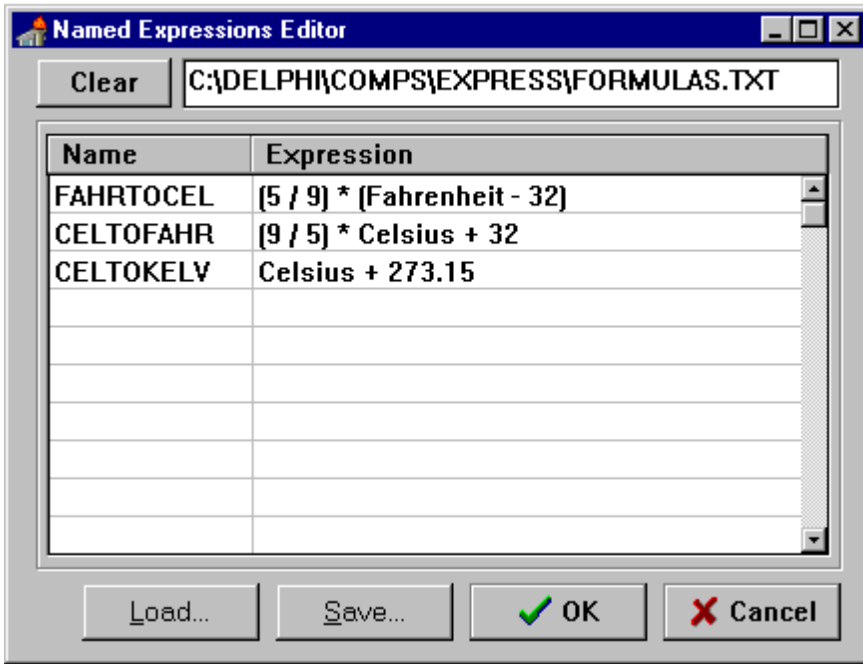 Named Expressions Editor
Clear C:\DELPHI\COMPS\EXPRESS\FORMULAS.TXT
Name Expression
FAHRTOCEL (5 / 9) * (Fahrenheit - 32)
CELTOFAHR (9 / 5) * Celsius + 32
CELTOKELV Celsius + 273.15
Load... Save... OK Cancel